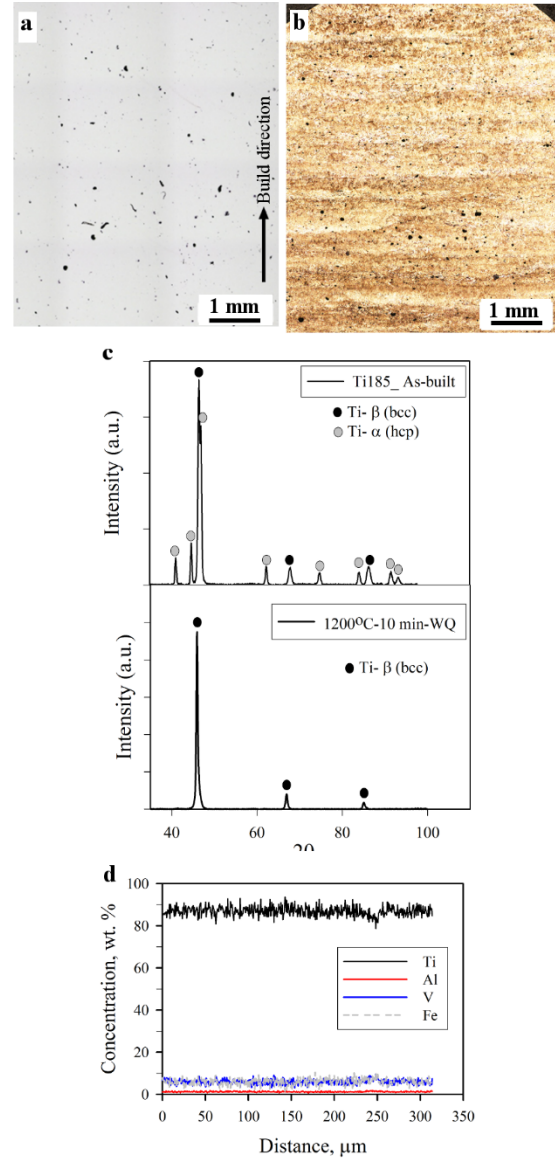 a
Build direction
1 mm
b
1 mm
c
Intensity (a.u.)
Ti185_ As-built
Ti- β (bcc)
Ti- α (hcp)
Intensity (a.u.)
1200ᴼC-10 min-WQ
Ti- β (bcc)
40 60 80 100
d
Concentration, wt. %
100
80
60
40
20
0
Ti
Al
V
Fe
0 50 100 150 200 250 300 350
Distance, µm